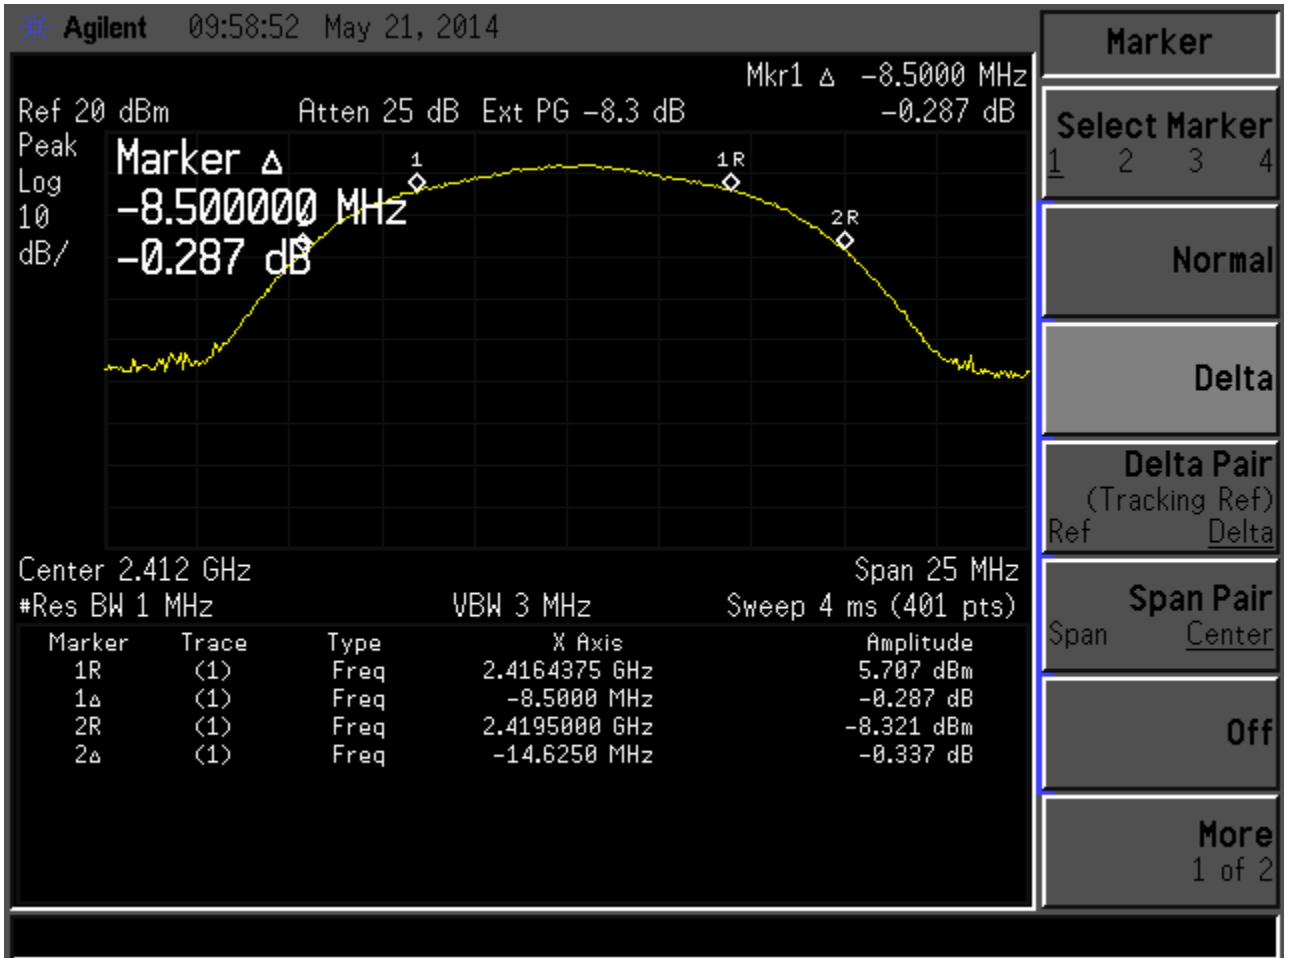 Agilent 09:58:52 May 21, 2014
Mkr1 Δ -8.5000 MHz
Ref 20 dBm Atten 25 dB Ext PG -8.3 dB -0.287 dB
Peak
Log
10
dB/
Marker Δ
-8.500000 MHz
-0.287 dB
1 1R
2R
Center 2.412 GHz Span 25 MHz
#Res BW 1 MHz VBW 3 MHz Sweep 4 ms (401 pts)
Marker Trace Type X Axis Amplitude
1R (1) Freq 2.4164375 GHz 5.707 dBm
1Δ (1) Freq -8.5000 MHz -0.287 dB
2R (1) Freq 2.4195000 GHz -8.321 dBm
2Δ (1) Freq -14.6250 MHz -0.337 dB
Marker
Select Marker
1 2 3 4
Normal
Delta
Delta Pair
(Tracking Ref)
Ref Delta
Span Pair
Span Center
Off
More
1 of 2